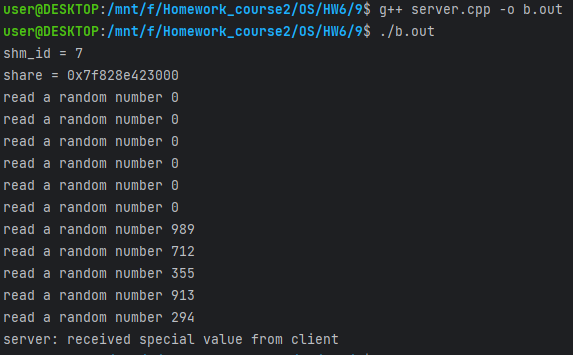 user@DESKTOP:/mnt/f/Homework_course2/OS/HW6/9$ g++ server.cpp -o b.out
user@DESKTOP:/mnt/f/Homework_course2/OS/HW6/9$ ./b.out
shm_id = 7
share = 0x7f828e423000
read a random number 0
read a random number 0
read a random number 0
read a random number 0
read a random number 0
read a random number 0
read a random number 989
read a random number 712
read a random number 355
read a random number 913
read a random number 294
server: received special value from client